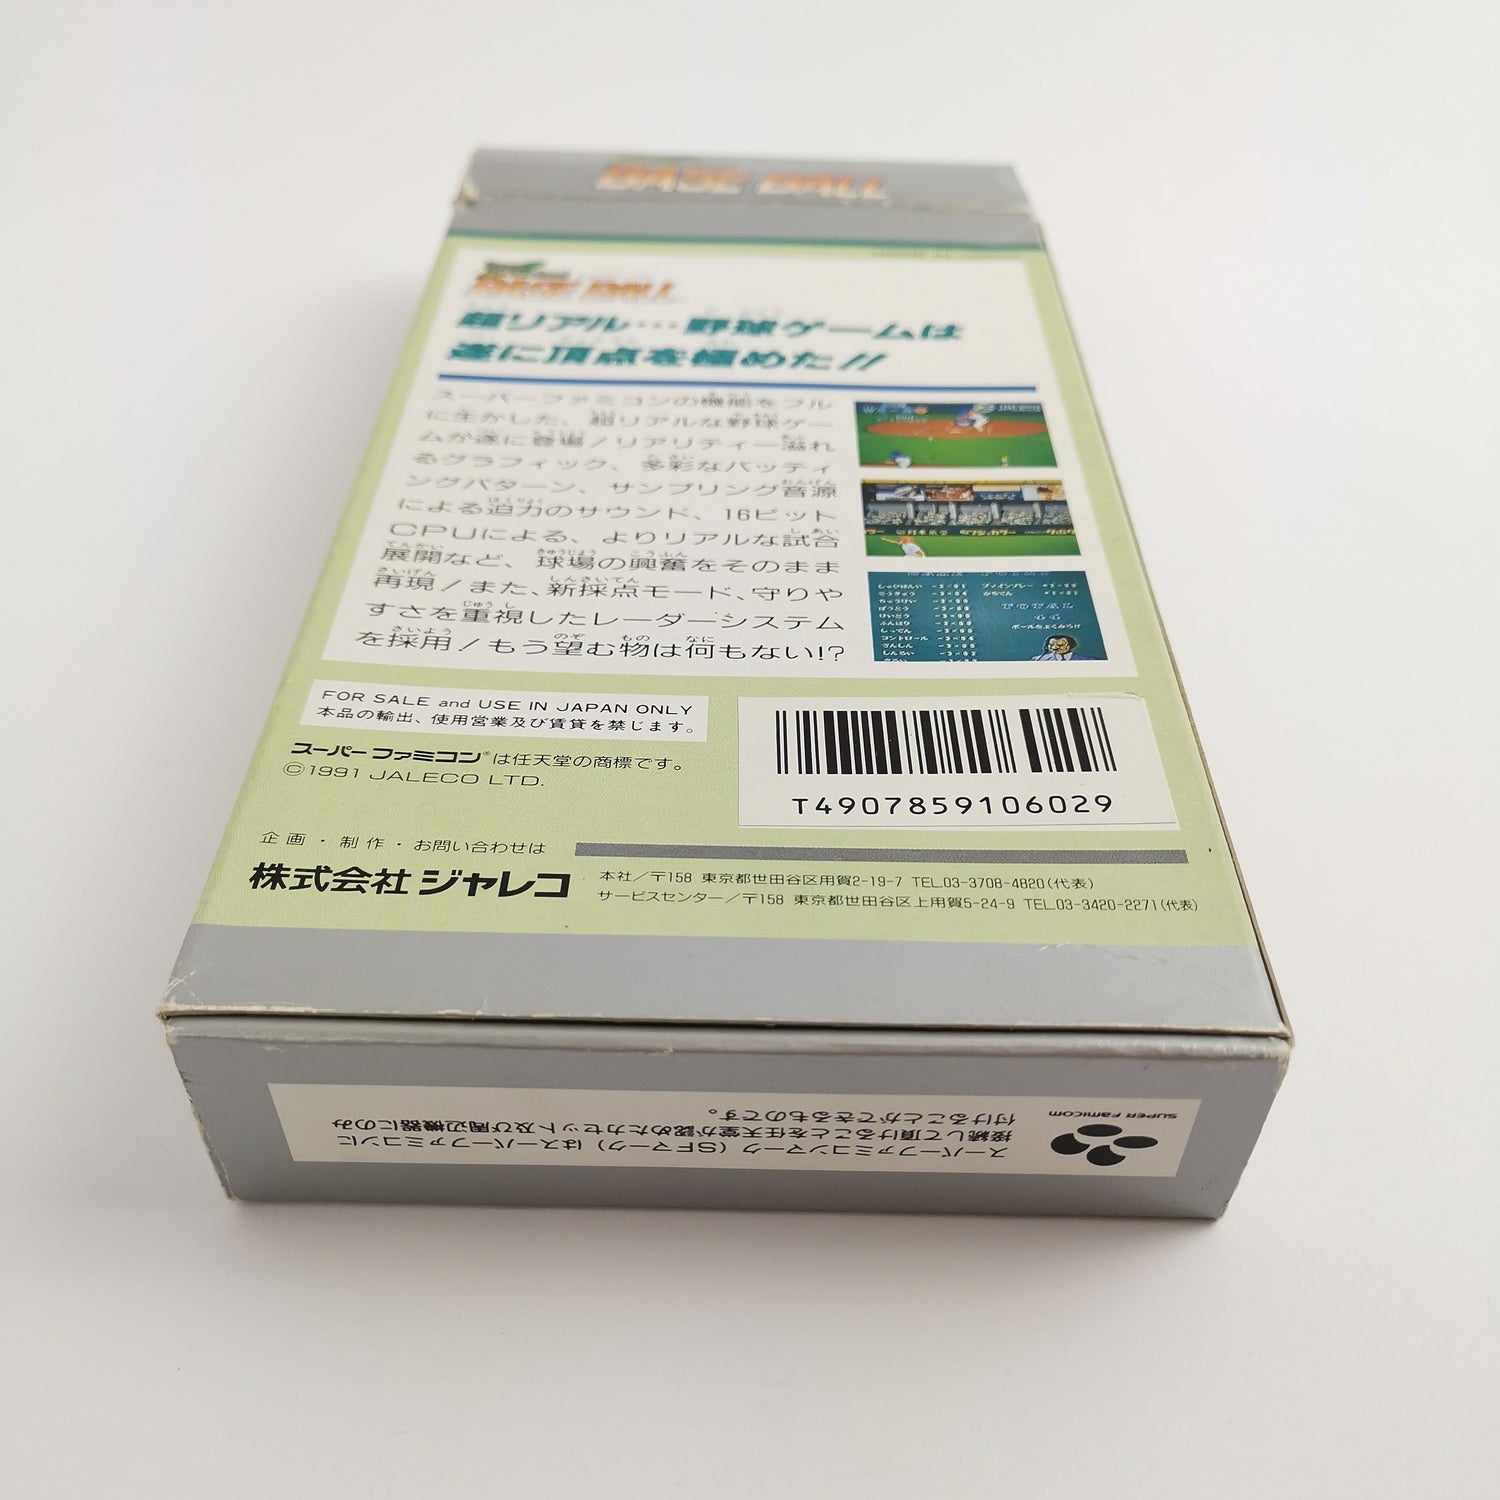 BASE BALL
BASE BALL
超リアル…野球ゲームは
遂に頂点を極めた!!
スーパーファミコンの機能をフル
に生かした、超リアルな野球ゲー
ムが遂に登場！リアリティー溢れ
るグラフィック、多彩なバッティ
ングパターン、サンプリング音源
による迫力のサウンド、16ビット
CPUによる、よりリアルな試合
展開など、球場の興奮をそのまま
再現！また、新採点モード、守りや
すさを重視したレーダーシステム
を採用！もう望む物は何もない!?
FOR SALE and USE IN JAPAN ONLY
本品の輸出、使用営業及び賃貸を禁じます。
スーパーファミコン®は任天堂の商標です。
©1991 JALECO LTD.
T4907859106029
企画・制作・お問い合わせは
株式会社 ジャレコ
本社／〒158 東京都世田谷区用賀2-19-7 TEL.03-3708-4820(代表)
サービスセンター／〒158 東京都世田谷区上用賀5-24-9 TEL.03-3420-2271(代表)
SUPER FAMICOM
スーパーファミコンマーク（SFマーク）はスーパーファミコンに
接続して頂けることを任天堂が認めたカセット及び周辺機器にのみ
付けることができるものです。